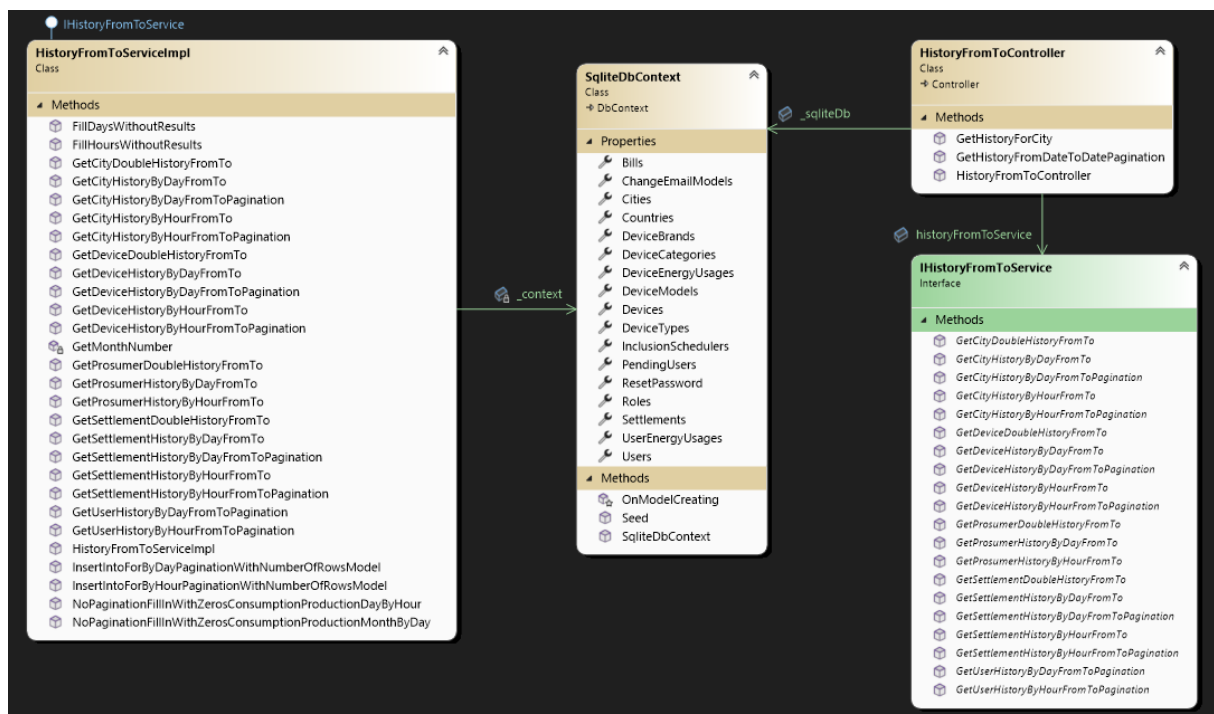 IHistoryFromToService
HistoryFromToServiceImpl
Class
Methods
FillDaysWithoutResults
FillHoursWithoutResults
GetCityDoubleHistoryFromTo
GetCityHistoryByDayFromTo
GetCityHistoryByDayFromToPagination
GetCityHistoryByHourFromTo
GetCityHistoryByHourFromToPagination
GetDeviceDoubleHistoryFromTo
GetDeviceHistoryByDayFromTo
GetDeviceHistoryByDayFromToPagination
GetDeviceHistoryByHourFromTo
GetDeviceHistoryByHourFromToPagination
GetMonthNumber
GetProsumerDoubleHistoryFromTo
GetProsumerHistoryByDayFromTo
GetProsumerHistoryByHourFromTo
GetSettlementDoubleHistoryFromTo
GetSettlementHistoryByDayFromTo
GetSettlementHistoryByDayFromToPagination
GetSettlementHistoryByHourFromTo
GetSettlementHistoryByHourFromToPagination
GetUserHistoryByDayFromToPagination
GetUserHistoryByHourFromToPagination
HistoryFromToServiceImpl
InsertIntoForByDayPaginationWithNumberOfRowsModel
InsertIntoForByHourPaginationWithNumberOfRowsModel
NoPaginationFillInWithZerosConsumptionProductionDayByHour
NoPaginationFillInWithZerosConsumptionProductionMonthByDay
_context
SqliteDbContext
Class
DbContext
Properties
Bills
ChangeEmailModels
Cities
Countries
DeviceBrands
DeviceCategories
DeviceEnergyUsages
DeviceModels
Devices
DeviceTypes
InclusionSchedulers
PendingUsers
ResetPassword
Roles
Settlements
UserEnergyUsages
Users
Methods
OnModelCreating
Seed
SqliteDbContext
_sqliteDb
HistoryFromToController
Class
Controller
Methods
GetHistoryForCity
GetHistoryFromDateToDatePagination
HistoryFromToController
historyFromToService
IHistoryFromToService
Interface
Methods
GetCityDoubleHistoryFromTo
GetCityHistoryByDayFromTo
GetCityHistoryByDayFromToPagination
GetCityHistoryByHourFromTo
GetCityHistoryByHourFromToPagination
GetDeviceDoubleHistoryFromTo
GetDeviceHistoryByDayFromTo
GetDeviceHistoryByDayFromToPagination
GetDeviceHistoryByHourFromTo
GetDeviceHistoryByHourFromToPagination
GetProsumerDoubleHistoryFromTo
GetProsumerHistoryByDayFromTo
GetProsumerHistoryByHourFromTo
GetSettlementDoubleHistoryFromTo
GetSettlementHistoryByDayFromTo
GetSettlementHistoryByDayFromToPagination
GetSettlementHistoryByHourFromTo
GetSettlementHistoryByHourFromToPagination
GetUserHistoryByDayFromToPagination
GetUserHistoryByHourFromToPagination